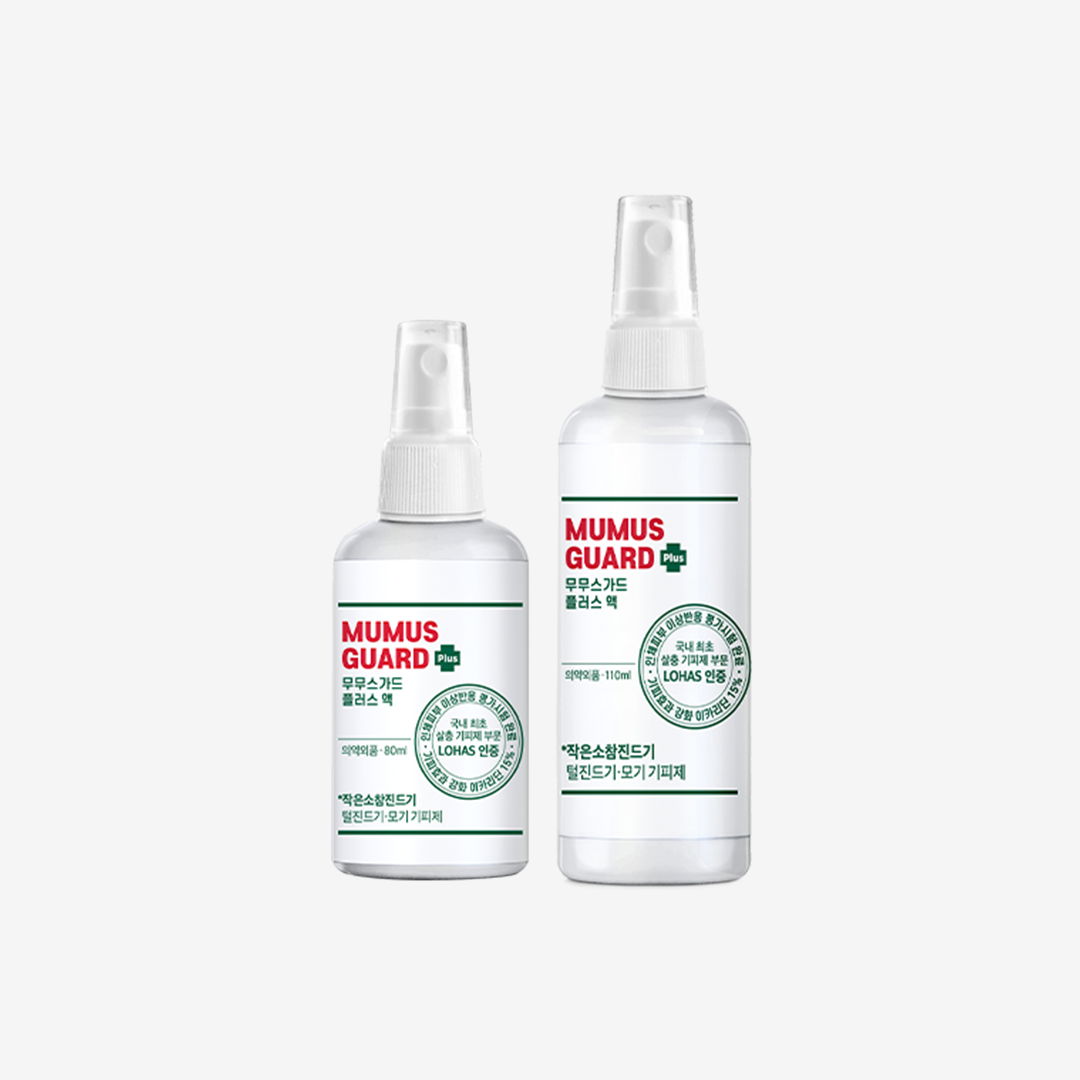 MUMUS
GUARD Plus
무무스가드
플러스 액
의약외품·80ml
인체피부 이상반응 평가시험 완료
국내 최초
살충 기피제 부문
LOHAS 인증
기피효과 강화 이카리딘 15%
*작은소참진드기
털진드기·모기 기피제
MUMUS
GUARD Plus
무무스가드
플러스 액
의약외품·110ml
인체피부 이상반응 평가시험 완료
국내 최초
살충 기피제 부문
LOHAS 인증
기피효과 강화 이카리딘 15%
*작은소참진드기
털진드기·모기 기피제